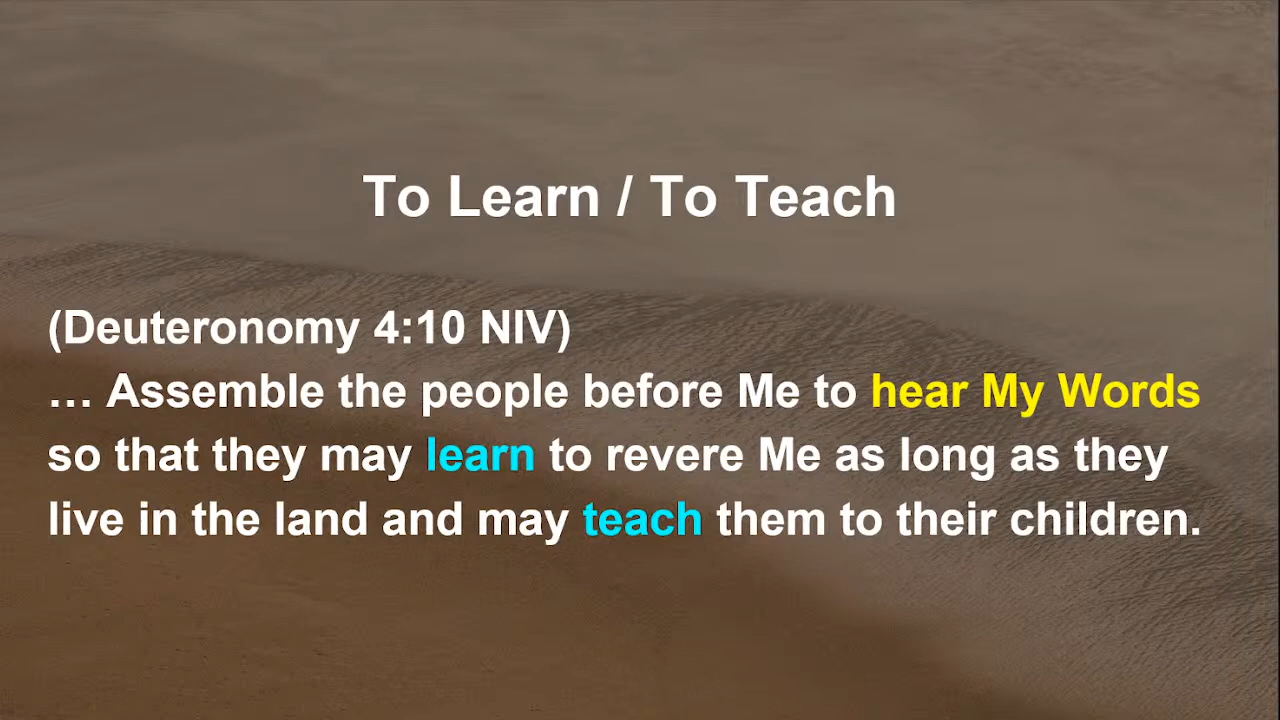 To Learn / To Teach
(Deuteronomy 4:10 NIV)
… Assemble the people before Me to hear My Words
so that they may learn to revere Me as long as they
live in the land and may teach them to their children.